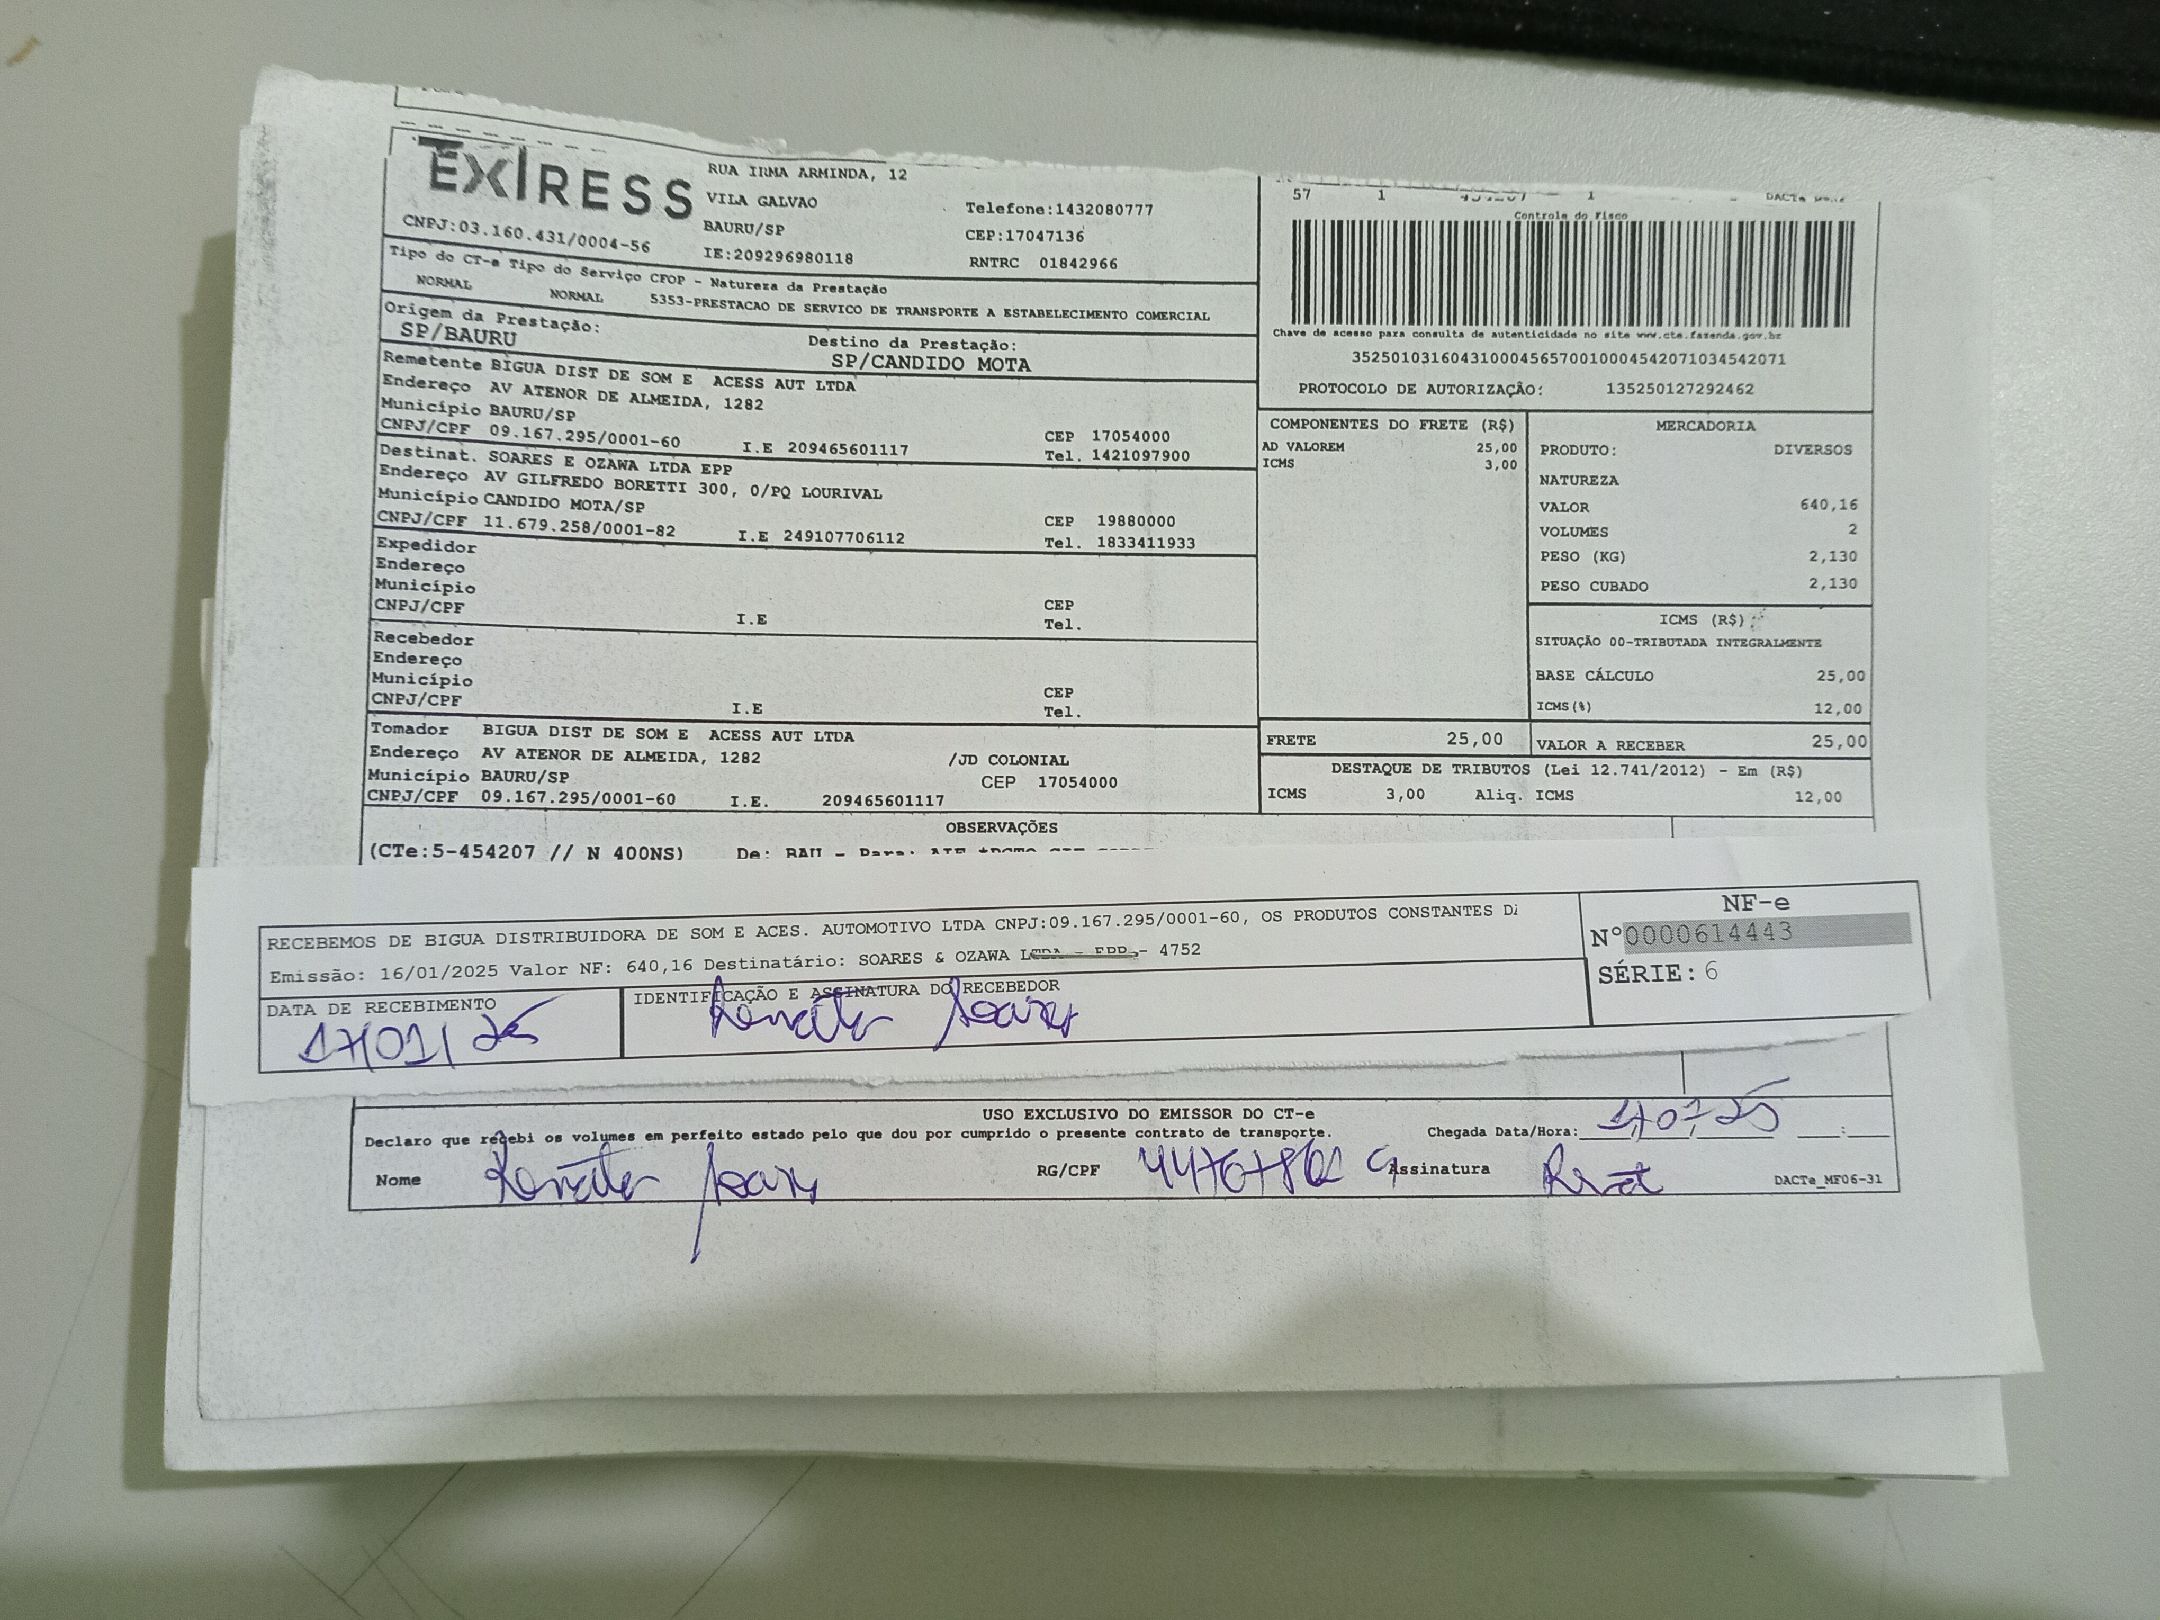 EXPRESS
CNPJ:03.160.431/0004-56
RUA IRMA ARMINDA, 12
VILA GALVAO
BAURU/SP
IE:209296980118
Telefone:1432080777
CEP:17047136
RNTRC 01842966
Tipo do CT-e Tipo do Serviço CFOP - Natureza da Prestação
NORMAL NORMAL 5353-PRESTACAO DE SERVICO DE TRANSPORTE A ESTABELECIMENTO COMERCIAL
Origem da Prestação: Destino da Prestação:
SP/BAURU SP/CANDIDO MOTA
Remetente BIGUA DIST DE SOM E ACESS AUT LTDA
Endereço AV ATENOR DE ALMEIDA, 1282
Município BAURU/SP CEP 17054000
CNPJ/CPF 09.167.295/0001-60 I.E 209465601117 Tel. 1421097900
Destinat. SOARES E OZAWA LTDA EPP
Endereço AV GILFREDO BORETTI 300, 0/PQ LOURIVAL
Município CANDIDO MOTA/SP CEP 19880000
CNPJ/CPF 11.679.258/0001-82 I.E 249107706112 Tel. 1833411933
Expedidor
Endereço
Município CEP
CNPJ/CPF I.E Tel.
Recebedor
Endereço
Município CEP
CNPJ/CPF I.E Tel.
Tomador BIGUA DIST DE SOM E ACESS AUT LTDA
Endereço AV ATENOR DE ALMEIDA, 1282 /JD COLONIAL
Município BAURU/SP CEP 17054000
CNPJ/CPF 09.167.295/0001-60 I.E. 209465601117
57 1 454207 1
Controle do Fisco
Chave de acesso para consulta de autenticidade no site www.cte.fazenda.gov.br
35250103160431000456570010004542071034542071
PROTOCOLO DE AUTORIZAÇÃO: 135250127292462
COMPONENTES DO FRETE (R$)
AD VALOREM 25,00
ICMS 3,00
MERCADORIA
PRODUTO: DIVERSOS
NATUREZA
VALOR 640,16
VOLUMES 2
PESO (KG) 2,130
PESO CUBADO 2,130
ICMS (R$)
SITUAÇÃO 00-TRIBUTADA INTEGRALMENTE
BASE CÁLCULO 25,00
ICMS(%) 12,00
FRETE 25,00 VALOR A RECEBER 25,00
DESTAQUE DE TRIBUTOS (Lei 12.741/2012) - Em (R$)
ICMS 3,00 Aliq. ICMS 12,00
OBSERVAÇÕES
(CTe:5-454207 // N 400NS) De: BAU - Para:
RECEBEMOS DE BIGUA DISTRIBUIDORA DE SOM E ACES. AUTOMOTIVO LTDA CNPJ:09.167.295/0001-60, OS PRODUTOS CONSTANTES
Emissão: 16/01/2025 Valor NF: 640,16 Destinatário: SOARES & OZAWA LTDA - EPP - 4752
DATA DE RECEBIMENTO IDENTIFICAÇÃO E ASSINATURA DO RECEBEDOR
17/01/25 Renata Soares
NF-e
Nº0000614443
SÉRIE: 6
USO EXCLUSIVO DO EMISSOR DO CT-e
Declaro que recebi os volumes em perfeito estado pelo que dou por cumprido o presente contrato de transporte. Chegada Data/Hora:
Nome Renata Soares RG/CPF Assinatura
DACTe_MF06-31